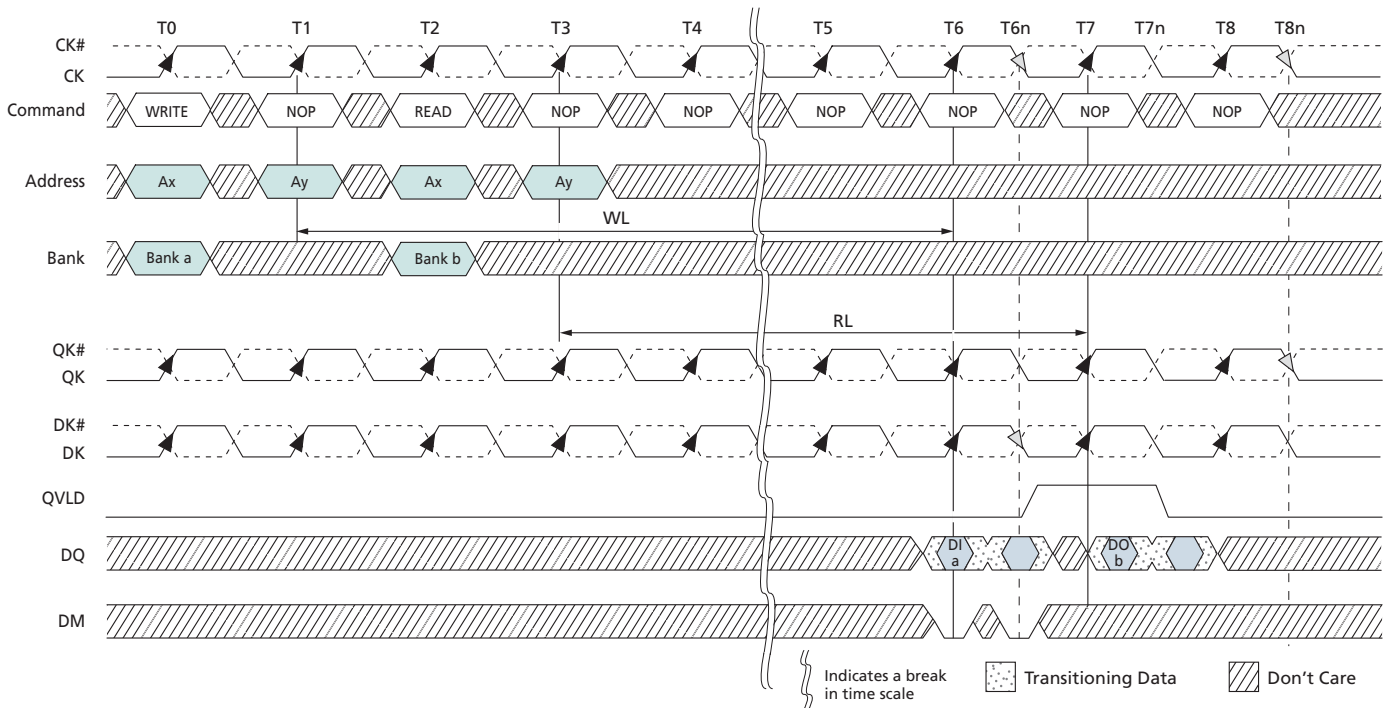 T0 T1 T2 T3 T4 T5 T6 T6n T7 T7n T8 T8n
CK#
CK
Command WRITE NOP READ NOP NOP NOP NOP NOP NOP
Address Ax Ay Ax Ay
WL
Bank Bank a Bank b
RL
QK#
QK
DK#
DK
QVLD
DQ DI a DO b
DM
Indicates a break
in time scale
Transitioning Data
Don't Care